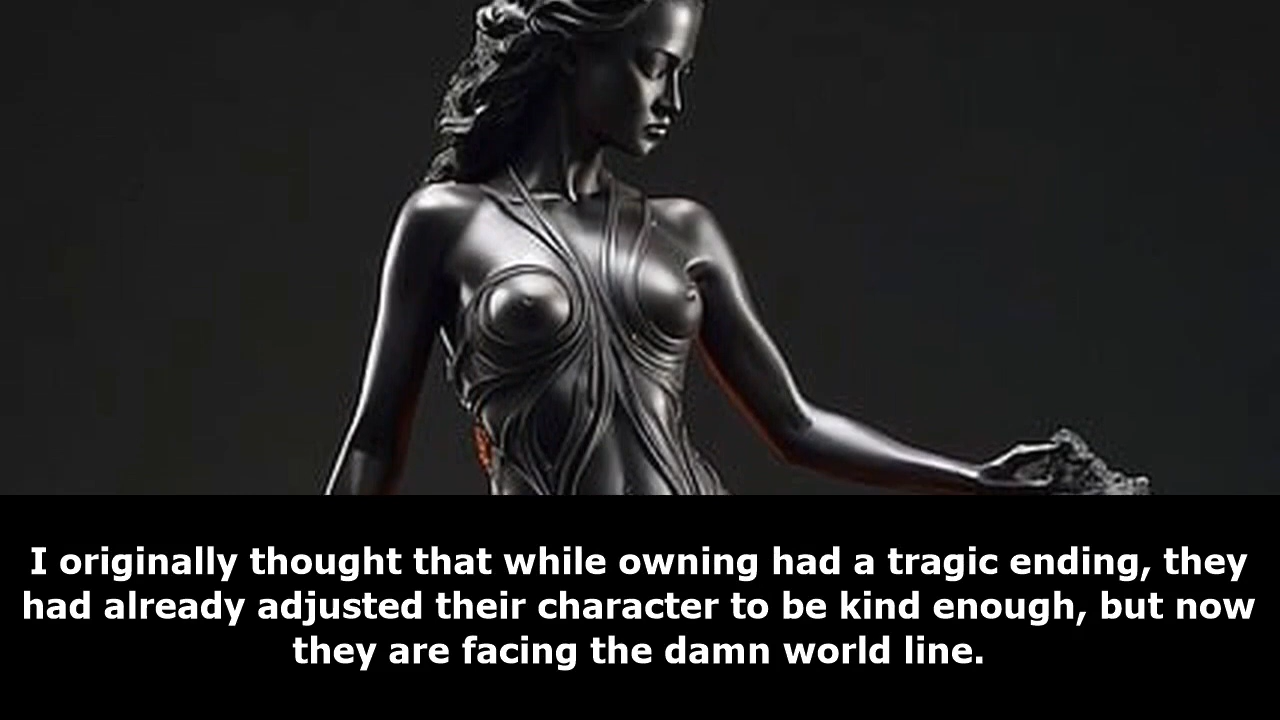 I originally thought that while owning had a tragic ending, they
had already adjusted their character to be kind enough, but now
they are facing the damn world line.